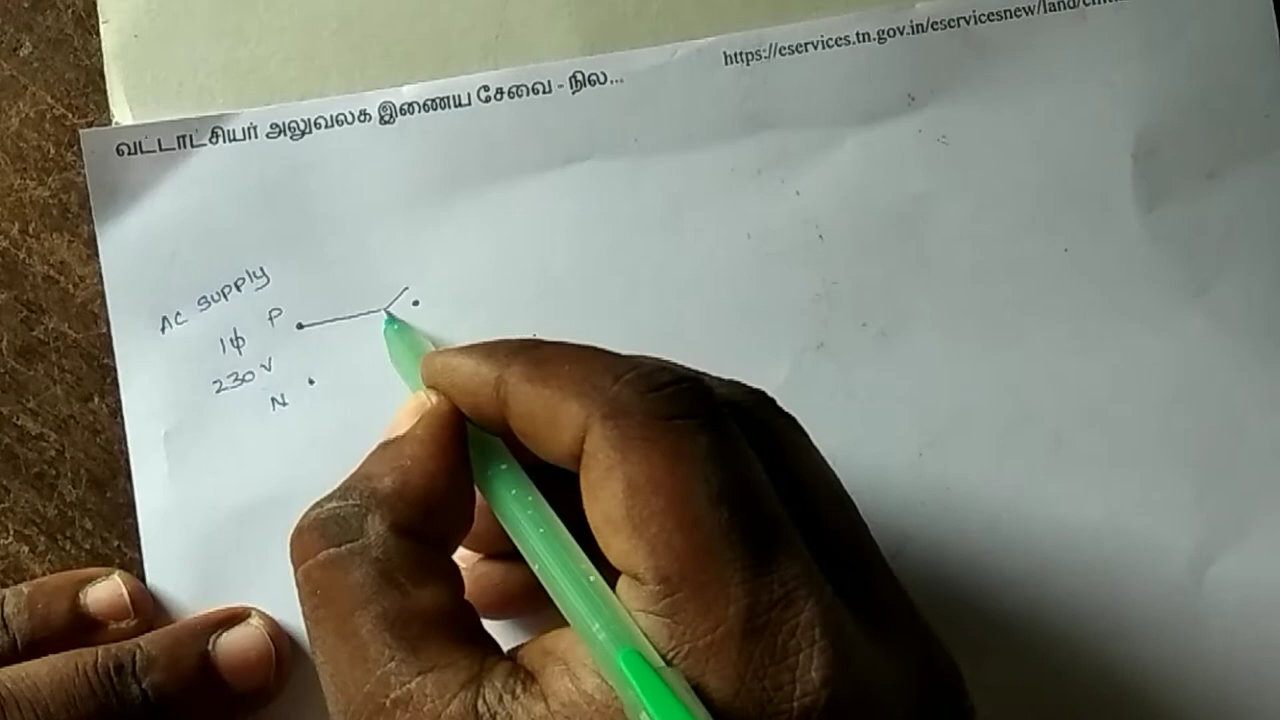 https://eservices.tn.gov.in/eservicesnew/land/
வட்டாட்சியர் அலுவலக இணைய சேவை - நில...
AC supply
P
1ϕ
230 V
N